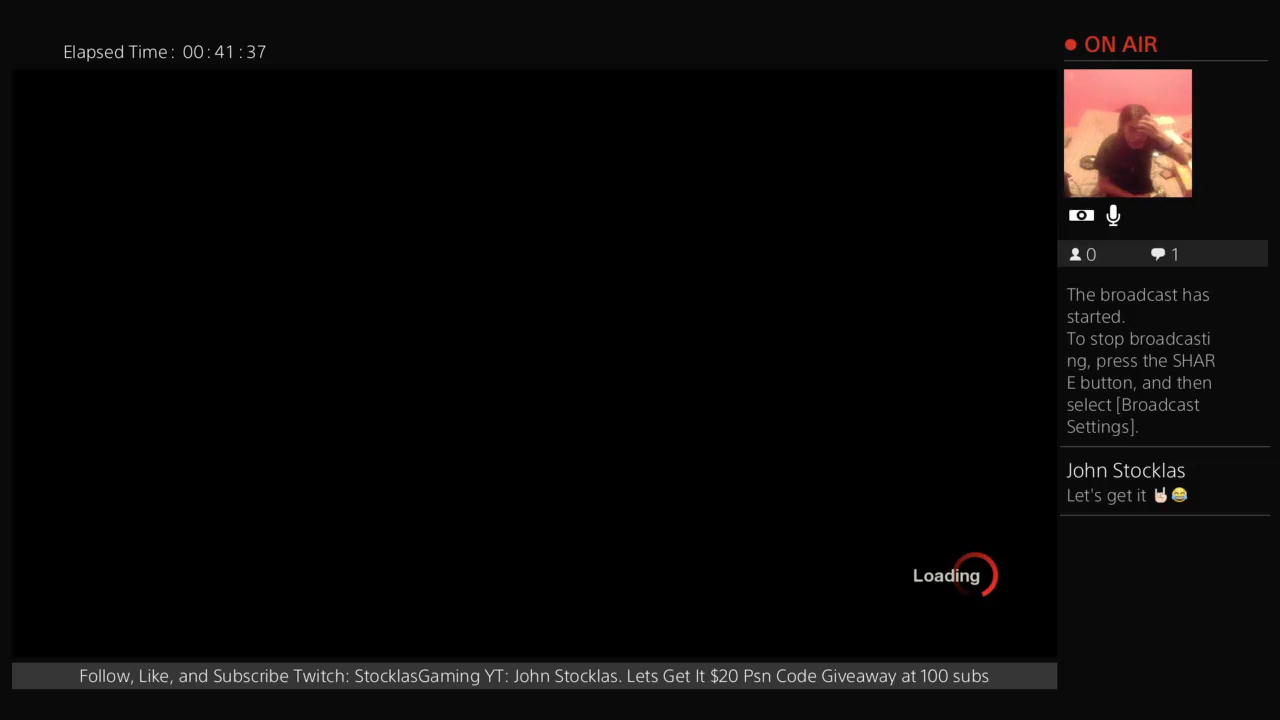 Elapsed Time: 00:41:37
ON AIR
0 1
The broadcast has
started.
To stop broadcasti
ng, press the SHAR
E button, and then
select [Broadcast
Settings].
John Stocklas
Let's get it 🤘🏻😂
Loading
Follow, Like, and Subscribe Twitch: StocklasGaming YT: John Stocklas. Lets Get It $20 Psn Code Giveaway at 100 subs